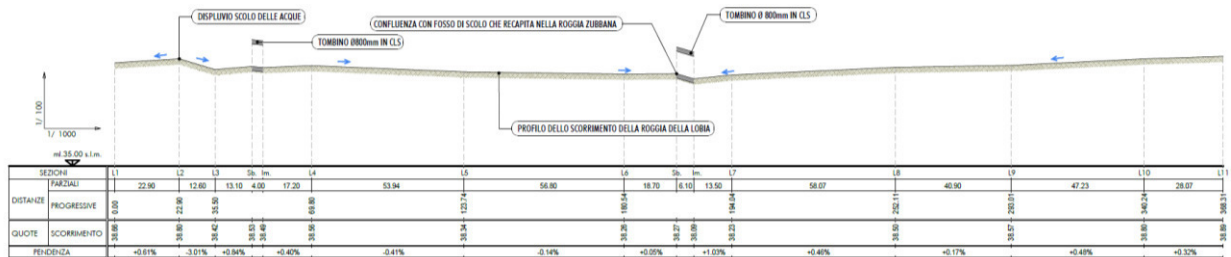 DISPLUVIO SCOLO DELLE ACQUE
TOMBINO Ø800mm IN CLS
CONFLUENZA CON FOSSO DI SCOLO CHE RECAPITA NELLA ROGGIA ZUBBANA
TOMBINO Ø 800mm IN CLS
PROFILO DELLO SCORRIMENTO DELLA ROGGIA DELLA LOBIA
1/ 100
1/ 1000
ml.35.00 s.l.m.
SEZIONI L1 L2 L3 Sb. Im. L4 L5 L6 Sb. Im. L7 L8 L9 L10 L11
DISTANZE
PARZIALI 22.90 12.60 13.10 4.00 17.20 53.94 56.80 18.70 6.10 13.50 58.07 40.90 47.23 28.07
PROGRESSIVE 0.00 22.90 35.50 69.80 123.74 180.54 252.11 293.01 340.24 368.31
QUOTE SCORRIMENTO 38.66 38.80 38.42 38.53 38.49 38.56 38.34 38.26 38.27 38.09 38.23 38.50 38.57 38.80 38.89
PENDENZA +0.61% -3.01% +0.84% +0.40% -0.41% -0.14% +0.05% +1.03% +0.46% +0.17% +0.48% +0.32%